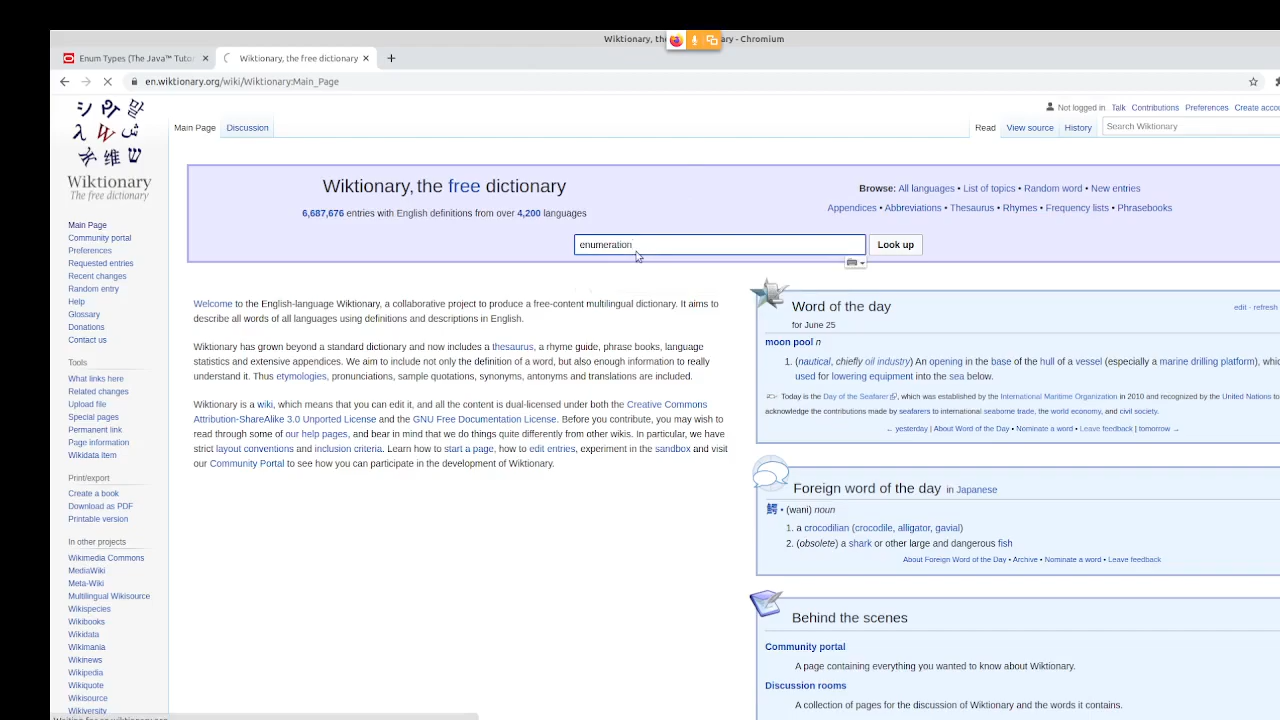 Wiktionary, the
ary - Chromium
Enum Types (The Java™ Tuto
Wiktionary, the free dictionary
en.wiktionary.org/wiki/Wiktionary:Main_Page
Not logged in Talk Contributions Preferences Create accou
Main Page Discussion Read View source History Search Wiktionary
Wiktionary
The free dictionary
Main Page
Community portal
Preferences
Requested entries
Recent changes
Random entry
Help
Glossary
Donations
Contact us
Tools
What links here
Related changes
Upload file
Special pages
Permanent link
Page information
Wikidata item
Print/export
Create a book
Download as PDF
Printable version
In other projects
Wikimedia Commons
MediaWiki
Meta-Wiki
Multilingual Wikisource
Wikispecies
Wikibooks
Wikidata
Wikimania
Wikinews
Wikipedia
Wikiquote
Wikisource
Wikiversity
Wiktionary, the free dictionary
6,687,676 entries with English definitions from over 4,200 languages
Browse: All languages • List of topics • Random word • New entries
Appendices • Abbreviations • Thesaurus • Rhymes • Frequency lists • Phrasebooks
enumeration
Look up
Welcome to the English-language Wiktionary, a collaborative project to produce a free-content multilingual dictionary. It aims to
describe all words of all languages using definitions and descriptions in English.
Wiktionary has grown beyond a standard dictionary and now includes a thesaurus, a rhyme guide, phrase books, language
statistics and extensive appendices. We aim to include not only the definition of a word, but also enough information to really
understand it. Thus etymologies, pronunciations, sample quotations, synonyms, antonyms and translations are included.
Wiktionary is a wiki, which means that you can edit it, and all the content is dual-licensed under both the Creative Commons
Attribution-ShareAlike 3.0 Unported License and the GNU Free Documentation License. Before you contribute, you may wish to
read through some of our help pages, and bear in mind that we do things quite differently from other wikis. In particular, we have
strict layout conventions and inclusion criteria. Learn how to start a page, how to edit entries, experiment in the sandbox and visit
our Community Portal to see how you can participate in the development of Wiktionary.
Word of the day
edit - refresh
for June 25
moon pool n
1. (nautical, chiefly oil industry) An opening in the base of the hull of a vessel (especially a marine drilling platform), whic
used for lowering equipment into the sea below.
Today is the Day of the Seafarer, which was established by the International Maritime Organization in 2010 and recognized by the United Nations to
acknowledge the contributions made by seafarers to international seaborne trade, the world economy, and civil society.
← yesterday | About Word of the Day • Nominate a word • Leave feedback | tomorrow →
Foreign word of the day in Japanese
鰐 • (wani) noun
1. a crocodilian (crocodile, alligator, gavial)
2. (obsolete) a shark or other large and dangerous fish
About Foreign Word of the Day • Archive • Nominate a word • Leave feedback
Behind the scenes
Community portal
A page containing everything you wanted to know about Wiktionary.
Discussion rooms
A collection of pages for the discussion of Wiktionary and the words it contains.